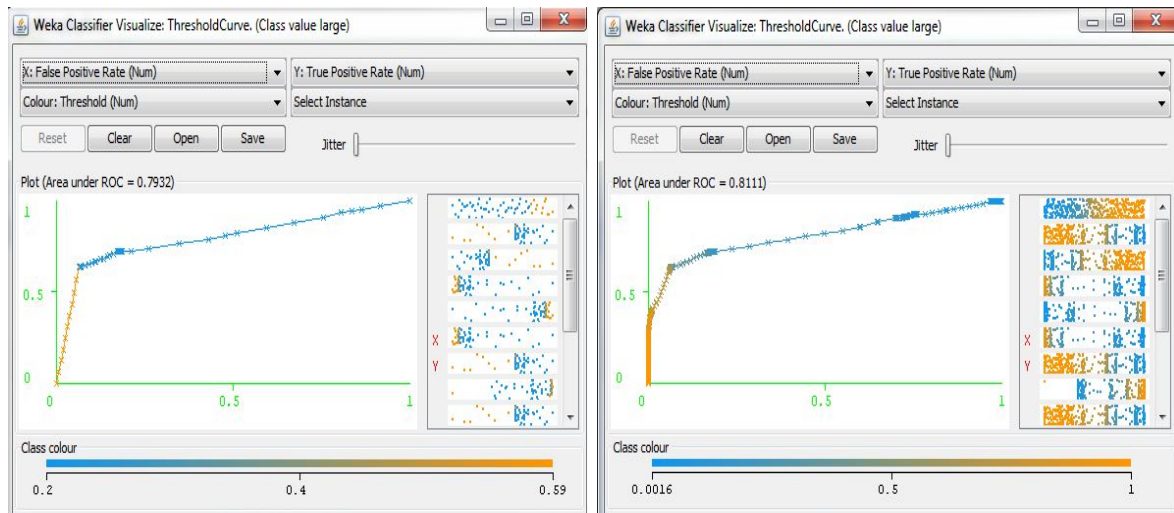 Weka Classifier Visualize: ThresholdCurve. (Class value large)
X: False Positive Rate (Num)
Y: True Positive Rate (Num)
Colour: Threshold (Num)
Select Instance
Reset
Clear
Open
Save
Jitter
Plot (Area under ROC = 0.7932)
1
0.5
0
0
0.5
1
X
Y
Class colour
0.2
0.4
0.59
Weka Classifier Visualize: ThresholdCurve. (Class value large)
X: False Positive Rate (Num)
Y: True Positive Rate (Num)
Colour: Threshold (Num)
Select Instance
Reset
Clear
Open
Save
Jitter
Plot (Area under ROC = 0.8111)
1
0.5
0
0
0.5
1
X
Y
Class colour
0.0016
0.5
1